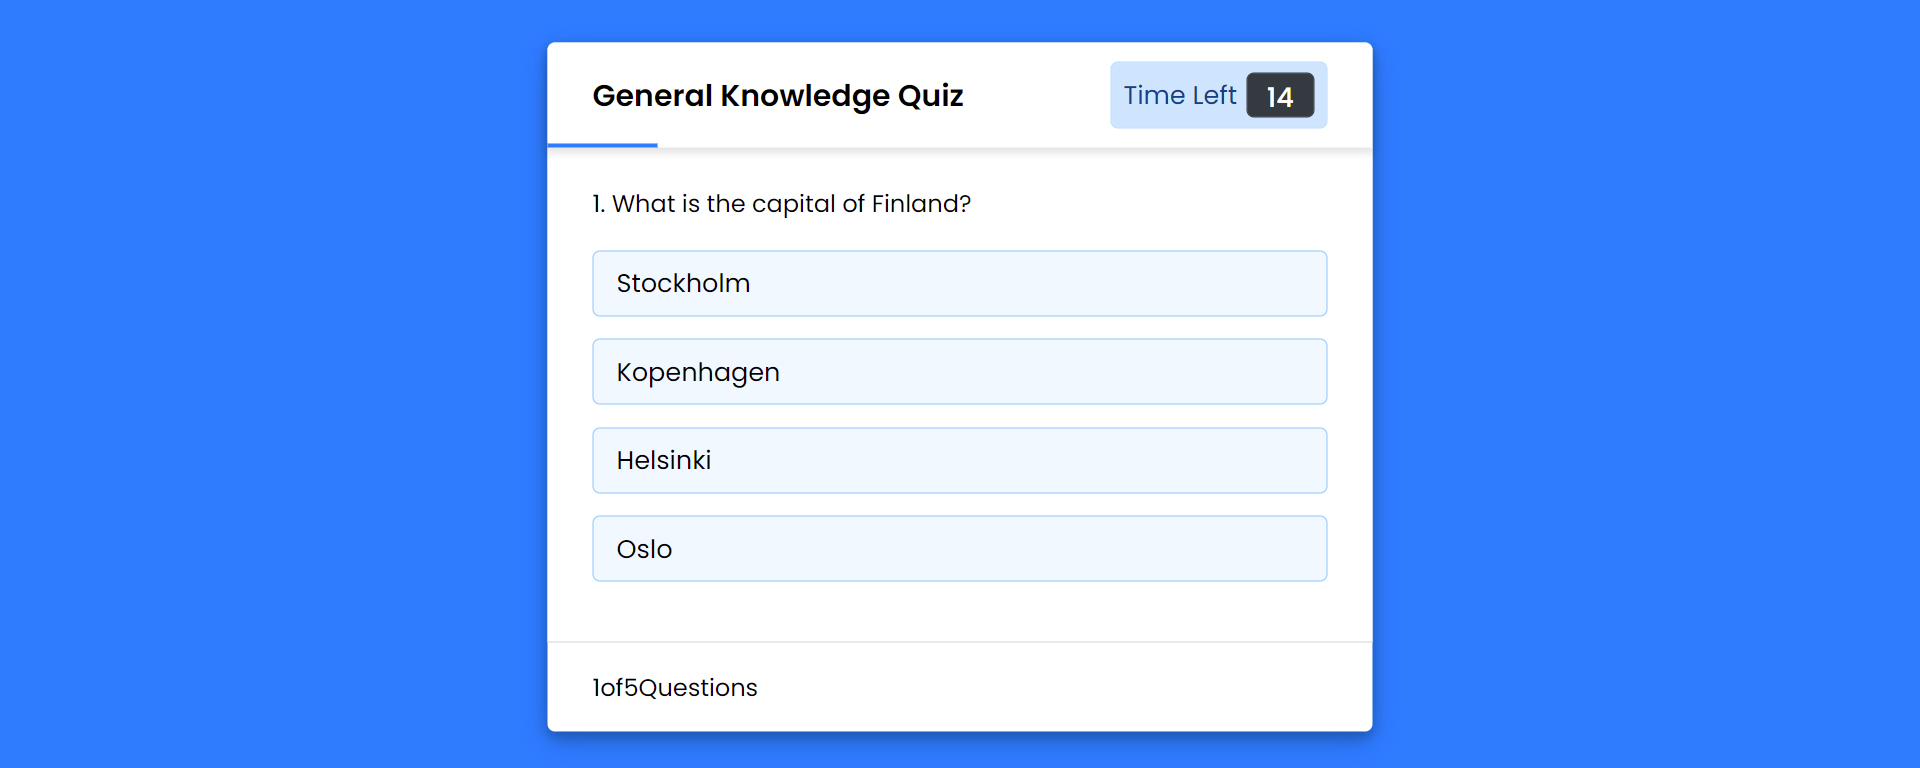 General Knowledge Quiz
Time Left 14
1. What is the capital of Finland?
Stockholm
Kopenhagen
Helsinki
Oslo
1of5Questions